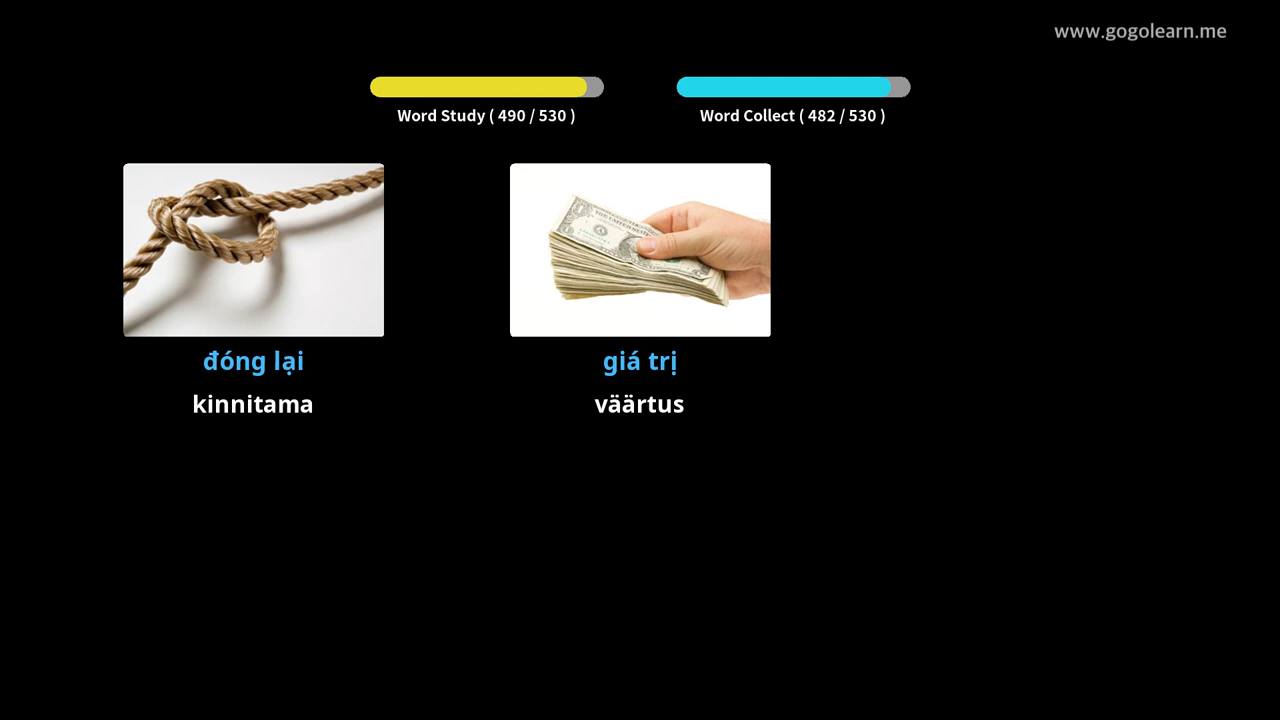 www.gogolearn.me
Word Study ( 490 / 530 )
Word Collect ( 482 / 530 )
đóng lại
giá trị
kinnitama
väärtus